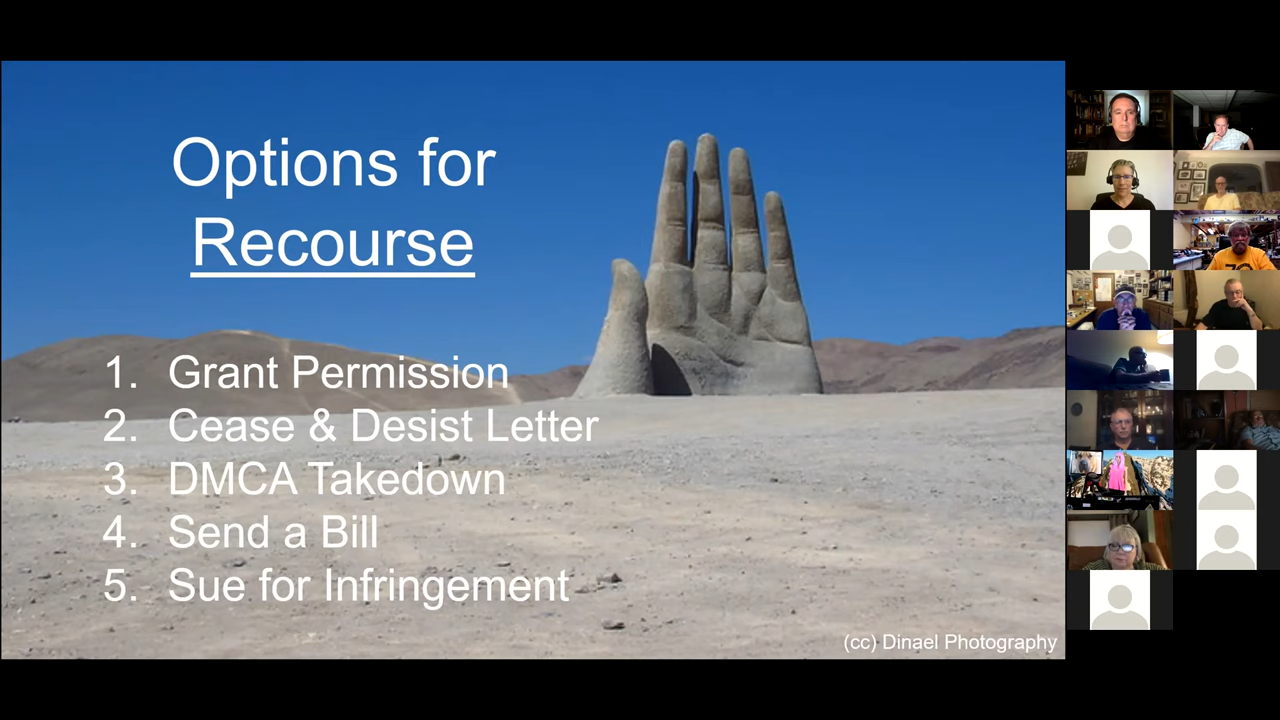 Options for
Recourse
1. Grant Permission
2. Cease & Desist Letter
3. DMCA Takedown
4. Send a Bill
5. Sue for Infringement
(cc) Dinael Photography